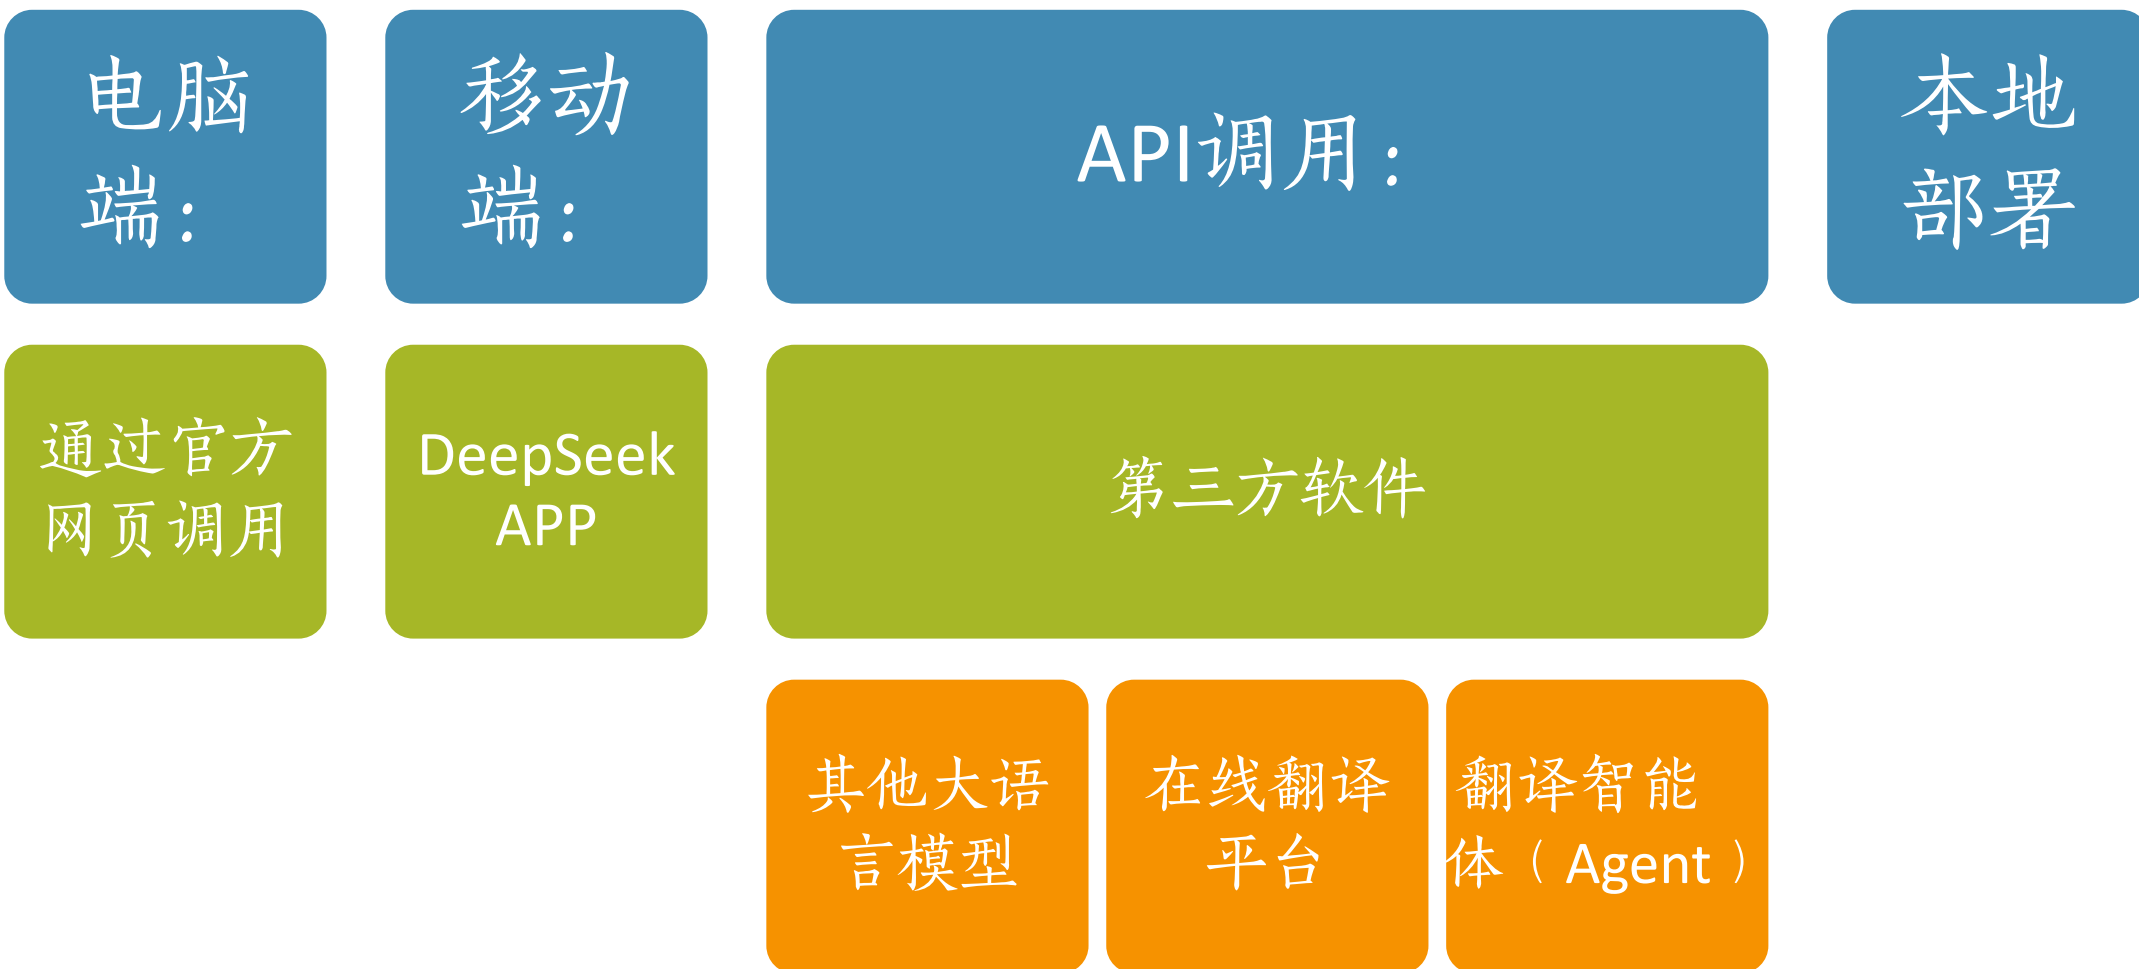 电脑
端：
移动
端：
API调用：
本地
部署
通过官方
网页调用
DeepSeek
APP
第三方软件
其他大语
言模型
在线翻译
平台
翻译智能
体（Agent）